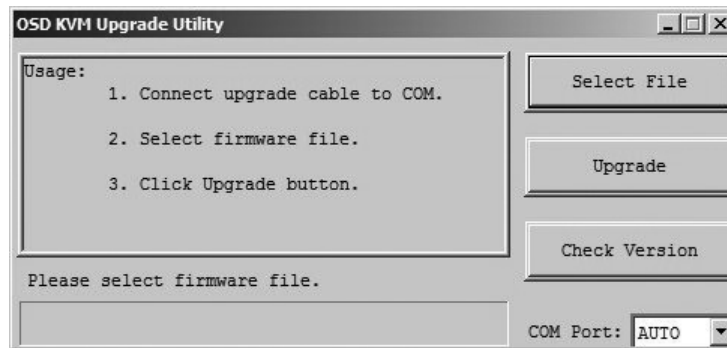 OSD KVM Upgrade Utility
Usage:
1. Connect upgrade cable to COM.
2. Select firmware file.
3. Click Upgrade button.
Please select firmware file.
Select File
Upgrade
Check Version
COM Port: AUTO